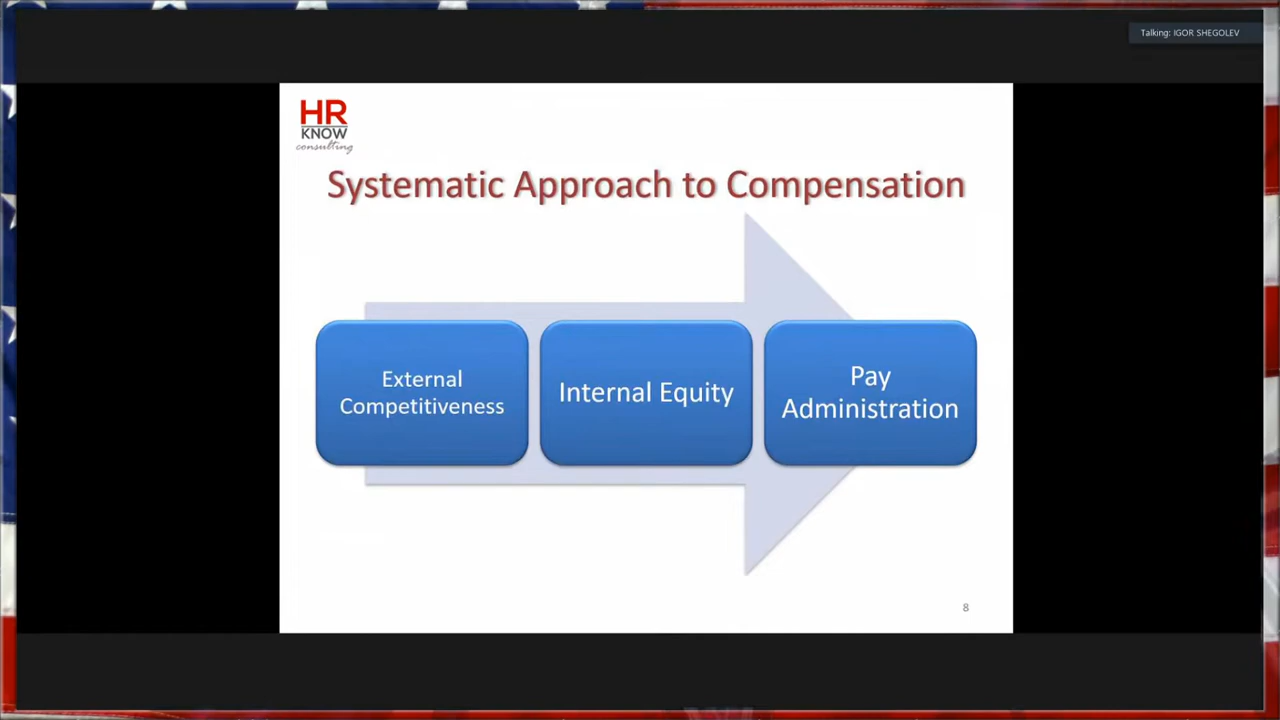 Talking: IGOR SHEGOLEV
HR
KNOW
consulting
Systematic Approach to Compensation
External
Competitiveness
Internal Equity
Pay
Administration
8